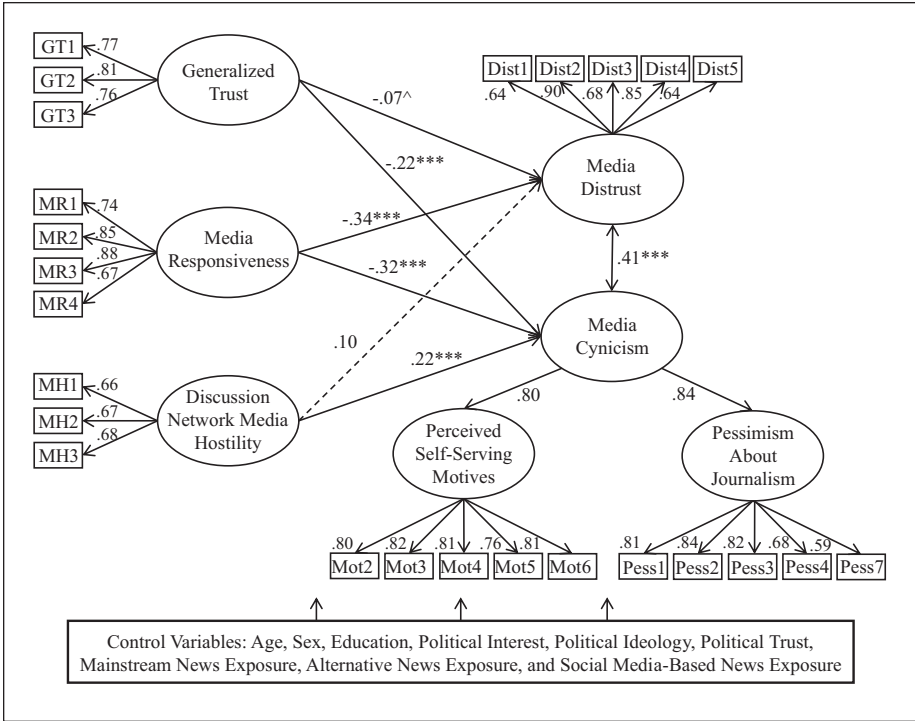 GT1
GT2
GT3
.77
.81
.76
Generalized
Trust
Dist1
Dist2
Dist3
Dist4
Dist5
.64
.90
.68
.85
.64
-.07^
-.22***
Media
Distrust
MR1
MR2
MR3
MR4
.74
.85
.88
.67
Media
Responsiveness
-.34***
-.32***
.41***
Media
Cynicism
.10
.22***
MH1
MH2
MH3
.66
.67
.68
Discussion
Network Media
Hostility
.80
.84
Perceived
Self-Serving
Motives
Pessimism
About
Journalism
.80
.82
.81
.76
.81
Mot2
Mot3
Mot4
Mot5
Mot6
.81
.84
.82
.68
.59
Pess1
Pess2
Pess3
Pess4
Pess7
Control Variables: Age, Sex, Education, Political Interest, Political Ideology, Political Trust,
Mainstream News Exposure, Alternative News Exposure, and Social Media-Based News Exposure